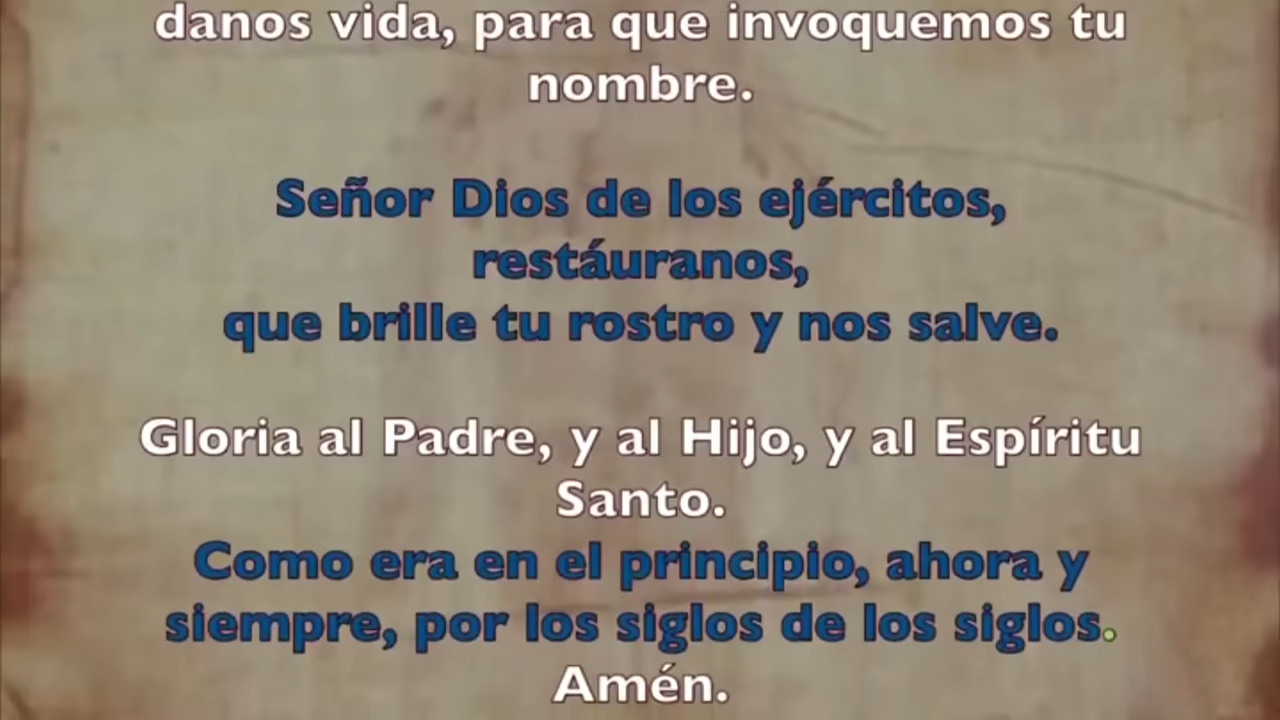 danos vida, para que invoquemos tu
nombre.
Señor Dios de los ejércitos,
restáuranos,
que brille tu rostro y nos salve.
Gloria al Padre, y al Hijo, y al Espíritu
Santo.
Como era en el principio, ahora y
siempre, por los siglos de los siglos.
Amén.